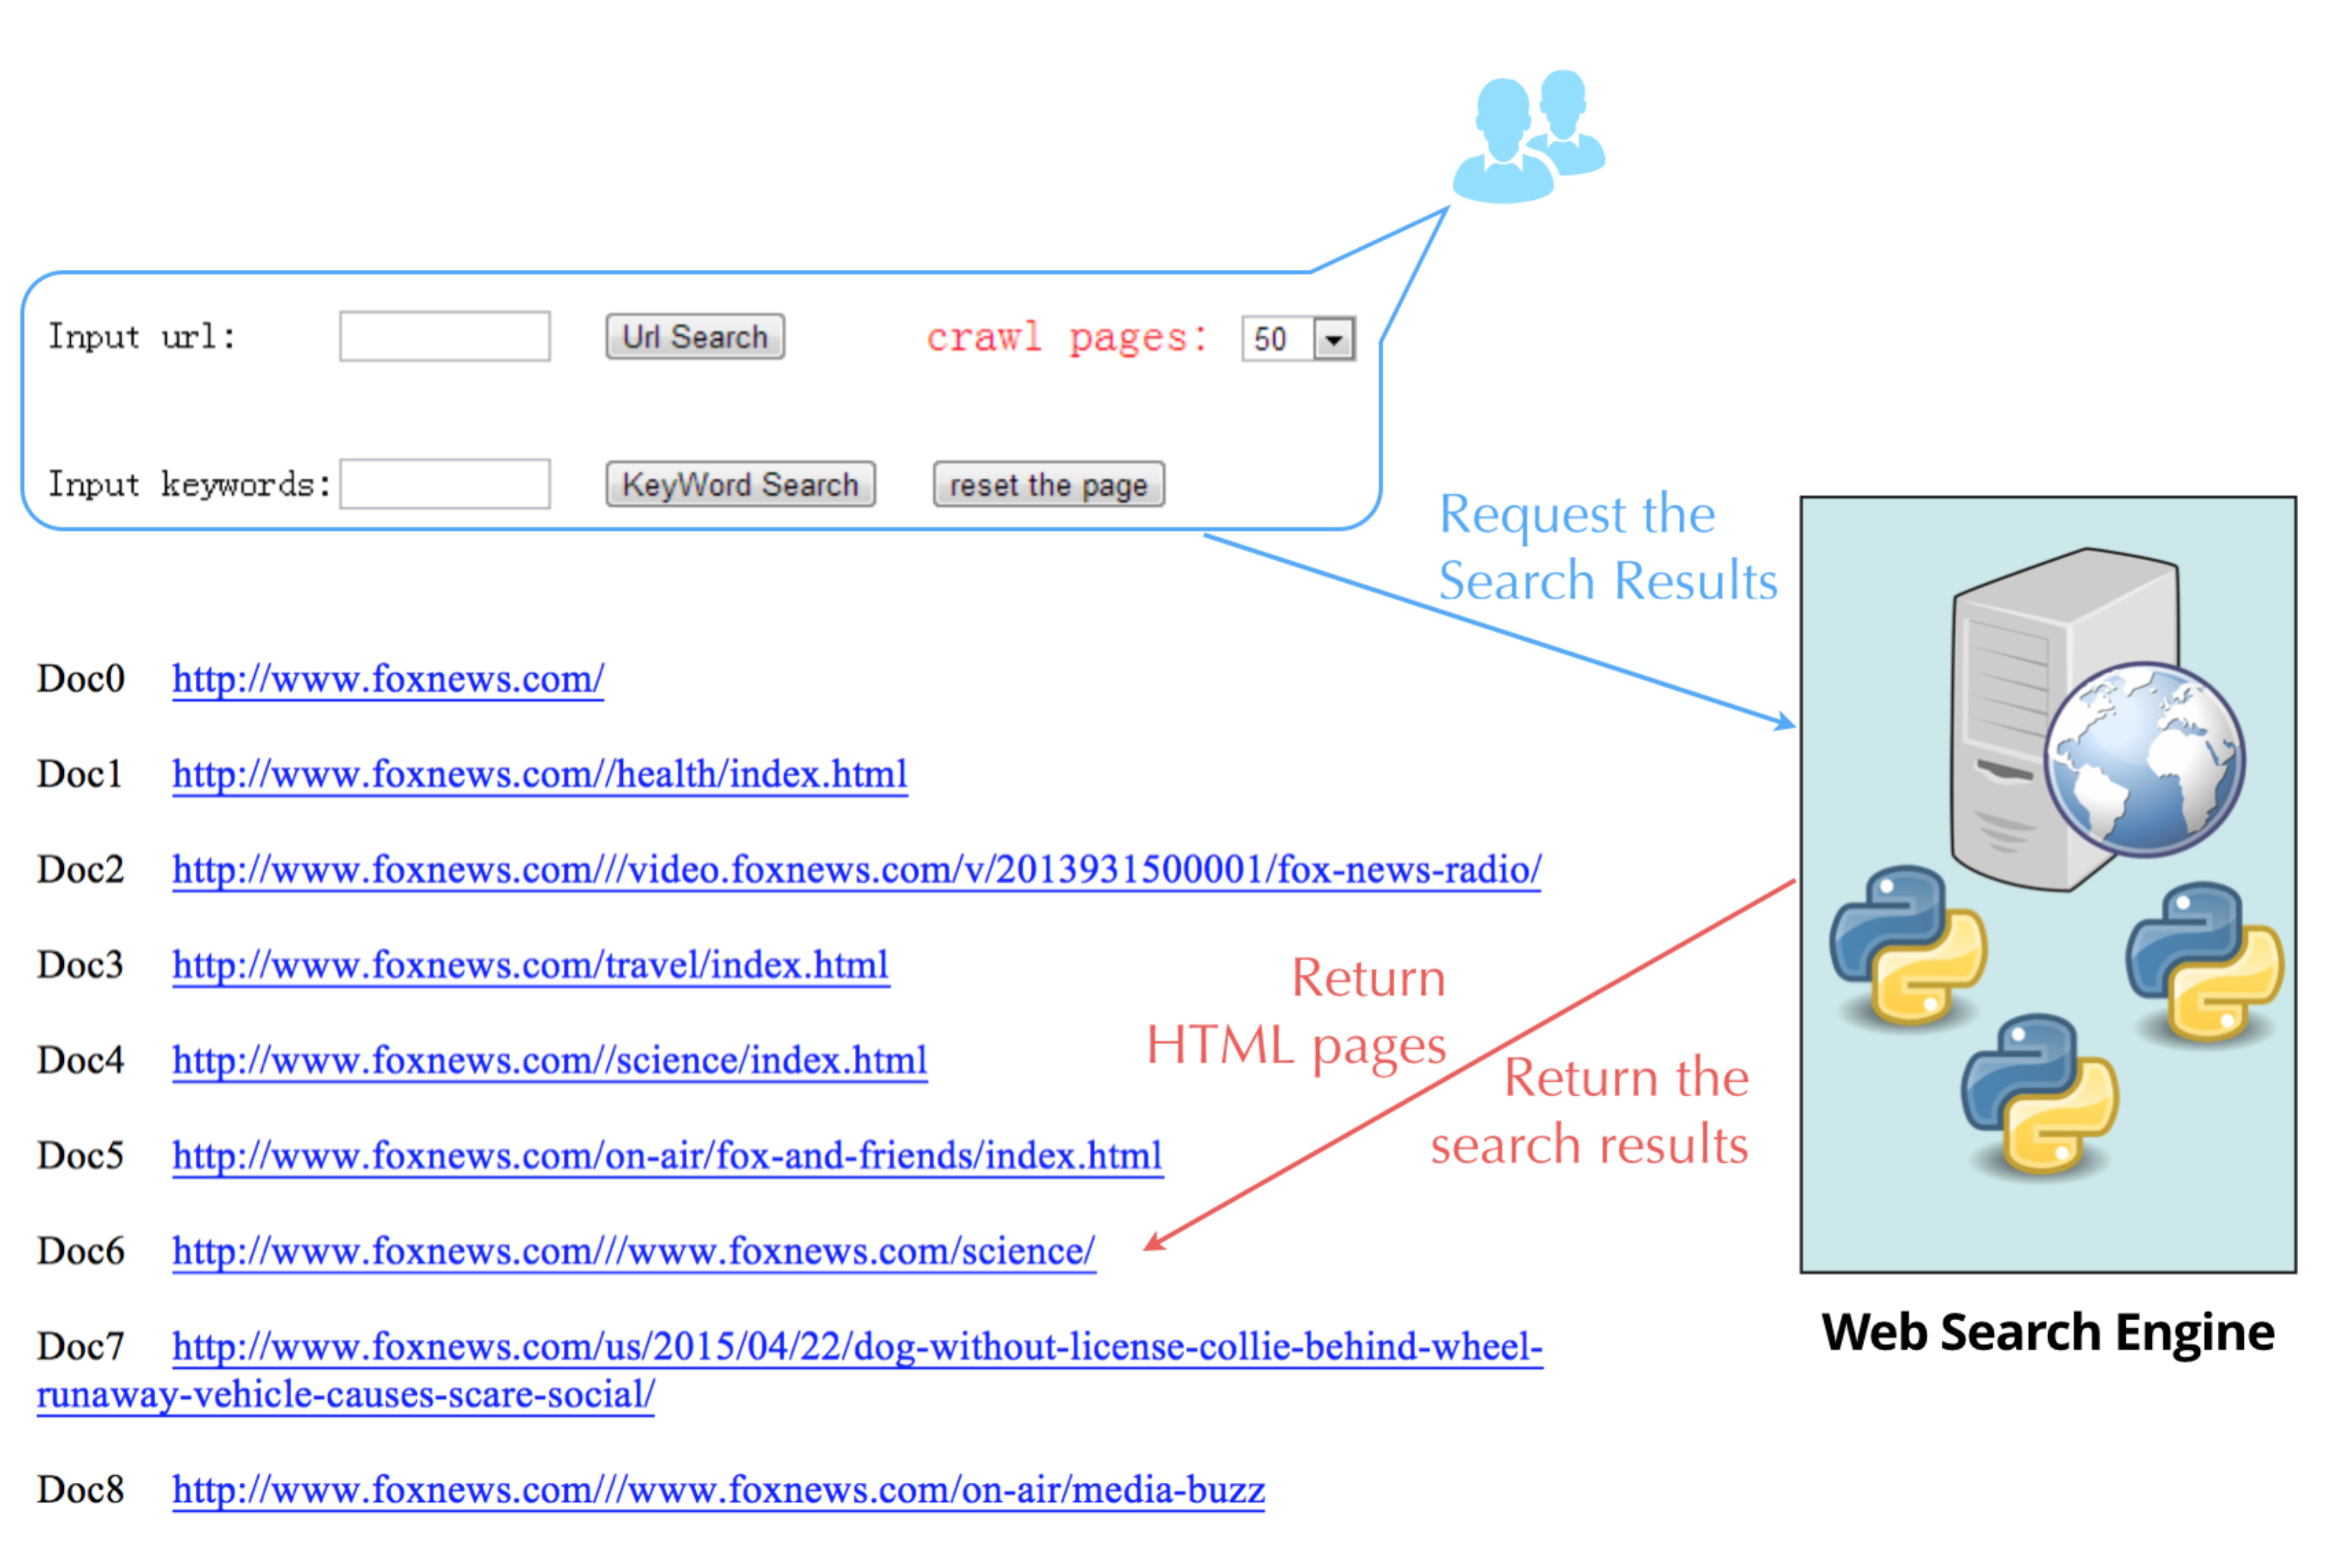 Input url:
Url Search
crawl pages:
50
Input keywords:
KeyWord Search
reset the page
Request the
Search Results
Doc0 http://www.foxnews.com/
Doc1 http://www.foxnews.com//health/index.html
Doc2 http://www.foxnews.com///video.foxnews.com/v/2013931500001/fox-news-radio/
Doc3 http://www.foxnews.com/travel/index.html
Doc4 http://www.foxnews.com//science/index.html
Doc5 http://www.foxnews.com/on-air/fox-and-friends/index.html
Doc6 http://www.foxnews.com///www.foxnews.com/science/
Doc7 http://www.foxnews.com/us/2015/04/22/dog-without-license-collie-behind-wheel-
runaway-vehicle-causes-scare-social/
Doc8 http://www.foxnews.com///www.foxnews.com/on-air/media-buzz
Return
HTML pages
Return the
search results
Web Search Engine